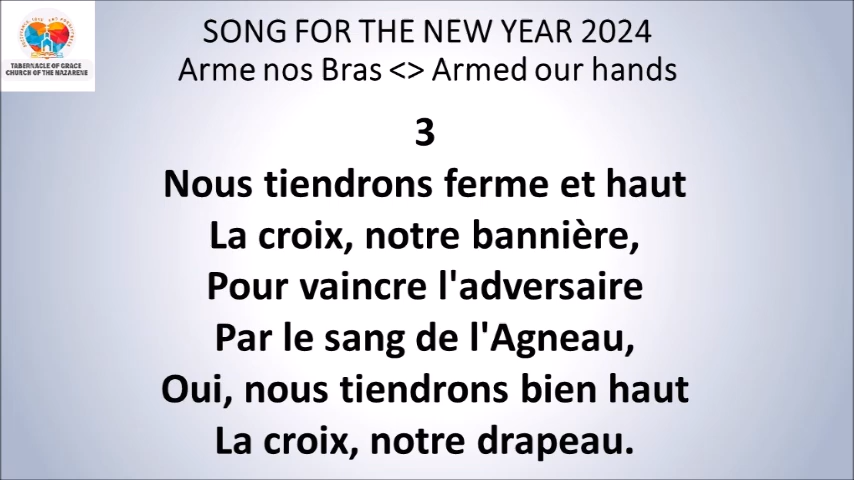 SONG FOR THE NEW YEAR 2024
Arme nos Bras <> Armed our hands
TABERNACLE OF GRACE
CHURCH OF THE NAZARENE
3
Nous tiendrons ferme et haut
La croix, notre bannière,
Pour vaincre l'adversaire
Par le sang de l'Agneau,
Oui, nous tiendrons bien haut
La croix, notre drapeau.